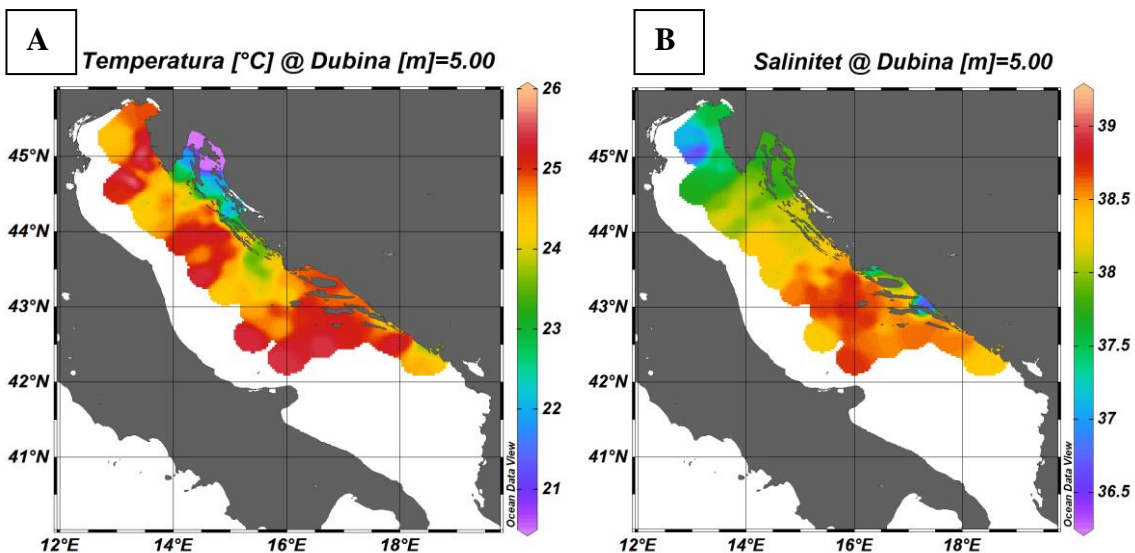 A
Temperatura [°C] @ Dubina [m]=5.00
26
25
24
23
22
21
45°N
44°N
43°N
42°N
41°N
12°E
14°E
16°E
18°E
Ocean Data View
B
Salinitet @ Dubina [m]=5.00
39
38.5
38
37.5
37
36.5
45°N
44°N
43°N
42°N
41°N
12°E
14°E
16°E
18°E
Ocean Data View